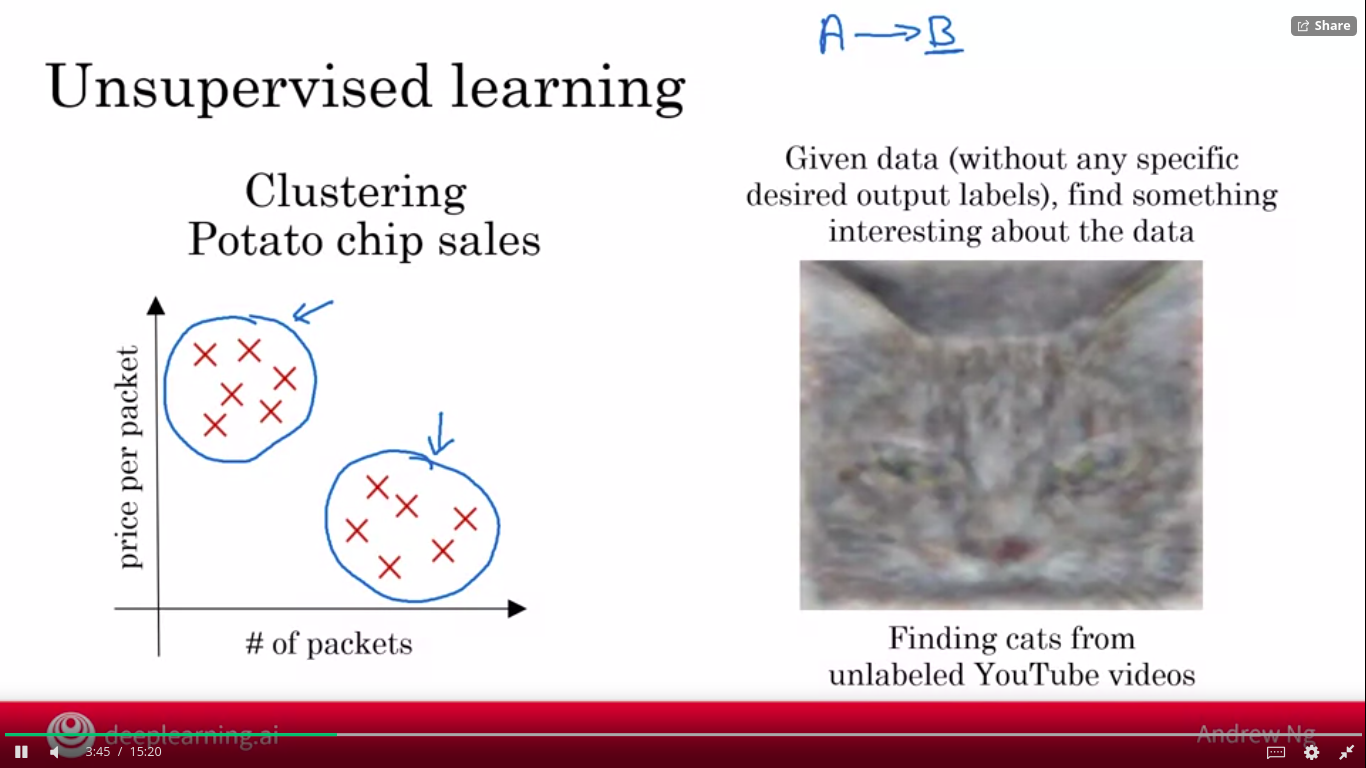 A → B
Share
Unsupervised learning
Clustering
Potato chip sales
price per packet
# of packets
Given data (without any specific
desired output labels), find something
interesting about the data
Finding cats from
unlabeled YouTube videos
deeplearning.ai
Andrew Ng
3:45 / 15:20